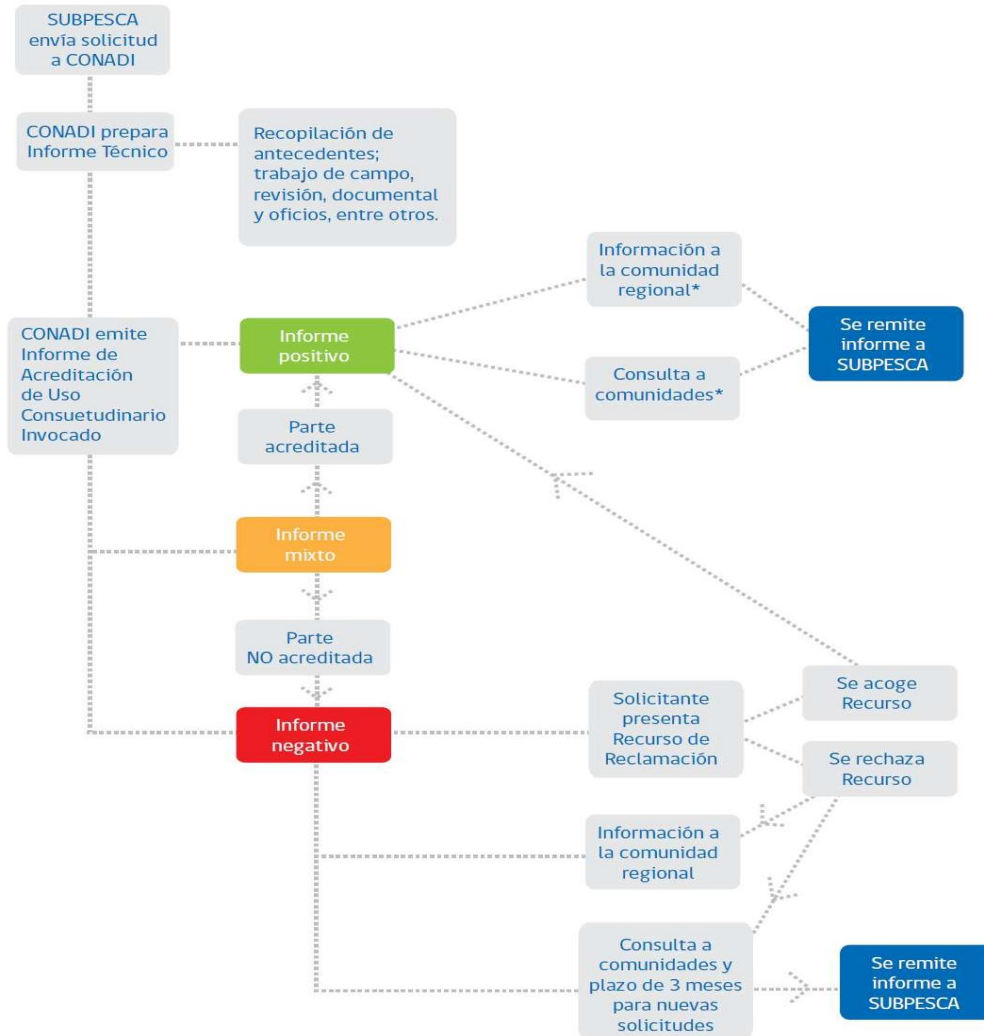 SUBPESCA
envía solicitud
a CONADI
CONADI prepara
Informe Técnico
Recopilación de
antecedentes;
trabajo de campo,
revisión, documental
y oficios, entre otros.
Información a
la comunidad
regional*
CONADI emite
Informe de
Acreditación
de Uso
Consuetudinario
Invocado
Informe
positivo
Consulta a
comunidades*
Se remite
informe a
SUBPESCA
Parte
acreditada
Informe
mixto
Parte
NO acreditada
Informe
negativo
Solicitante
presenta
Recurso de
Reclamación
Se acoge
Recurso
Se rechaza
Recurso
Información a
la comunidad
regional
Consulta a
comunidades y
plazo de 3 meses
para nuevas
solicitudes
Se remite
informe a
SUBPESCA